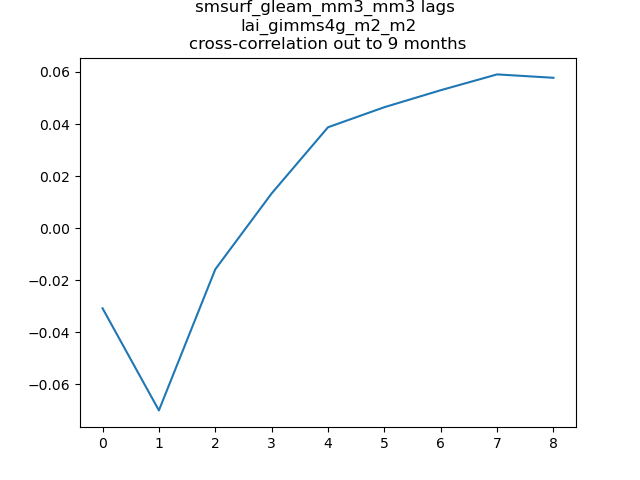 smsurf_gleam_mm3_mm3 lags
lai_gimms4g_m2_m2
cross-correlation out to 9 months
0.06
0.04
0.02
0.00
−0.02
−0.04
−0.06
0 1 2 3 4 5 6 7 8